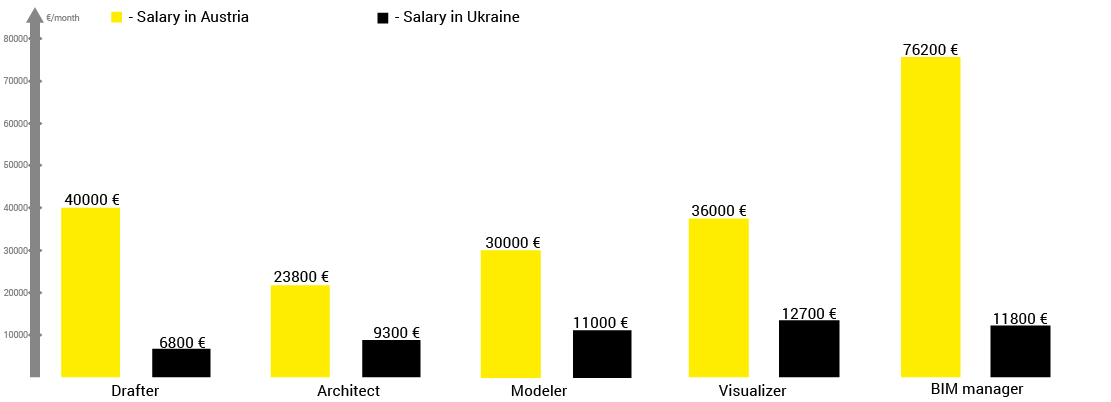 €/month
- Salary in Austria
- Salary in Ukraine
80000
70000
60000
50000
40000
30000
20000
10000
40000 €
6800 €
23800 €
9300 €
30000 €
11000 €
36000 €
12700 €
76200 €
11800 €
Drafter
Architect
Modeler
Visualizer
BIM manager